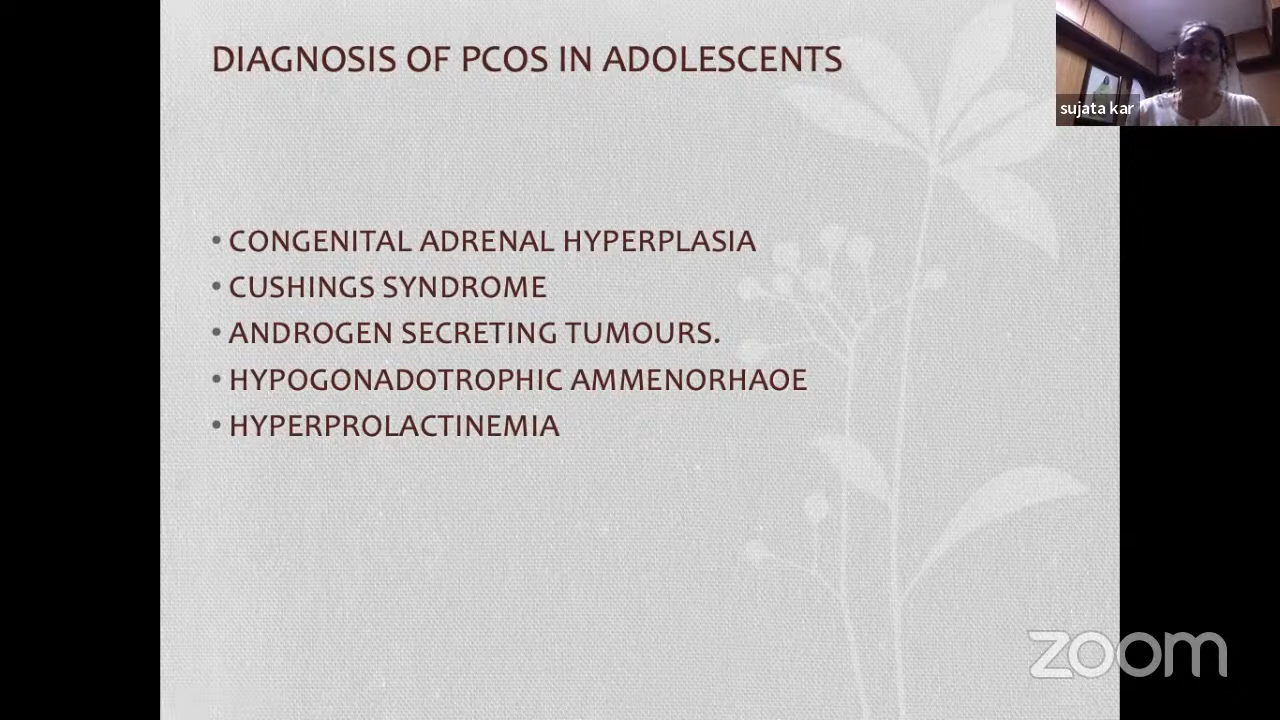 DIAGNOSIS OF PCOS IN ADOLESCENTS
sujata kar
• CONGENITAL ADRENAL HYPERPLASIA
• CUSHINGS SYNDROME
• ANDROGEN SECRETING TUMOURS.
• HYPOGONADOTROPHIC AMMENORHAOE
• HYPERPROLACTINEMIA
zoom